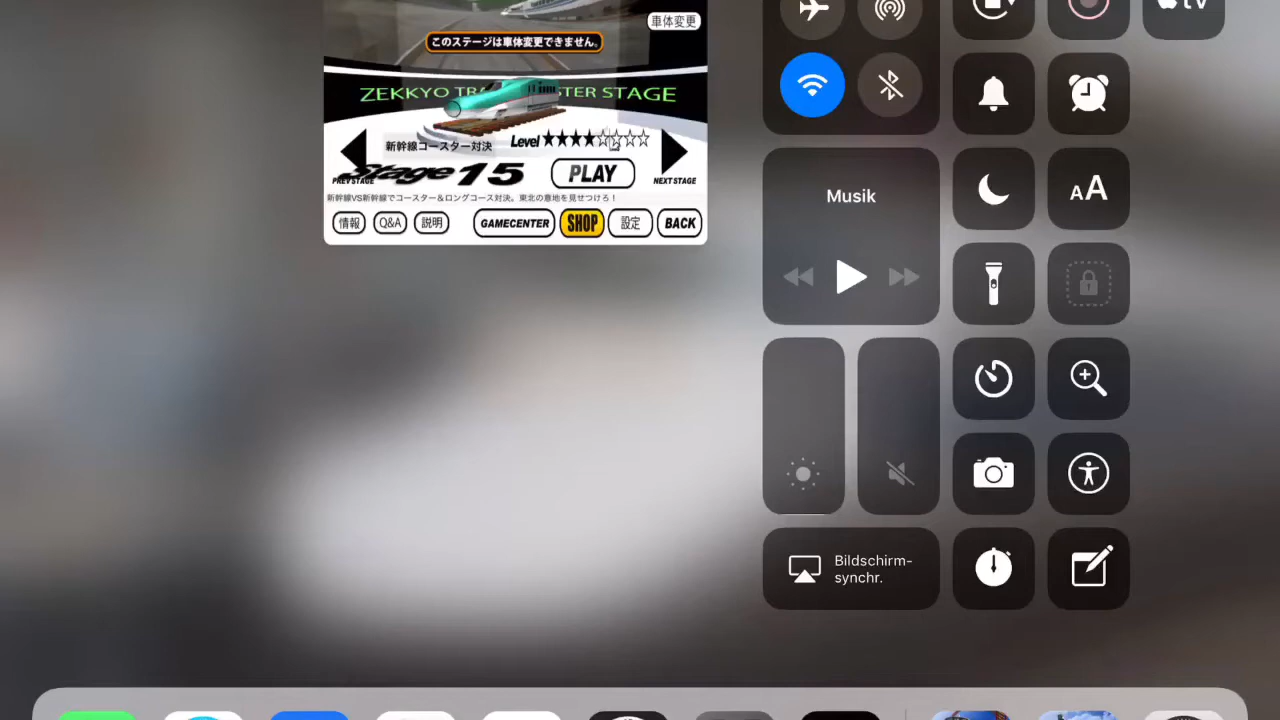 車体変更
このステージは車体変更できません。
ZEKKYO TRA STER STAGE
新幹線コースター対決 Level ★★★★☆☆☆☆
Stage 15
PLAY
PREV STAGE
NEXT STAGE
新幹線VS新幹線でコースター&ロングコース対決。東北の意地を見せつけろ！
情報 Q&A 説明 GAMECENTER SHOP 設定 BACK
tv
Musik
AA
Bildschirm-
synchr.